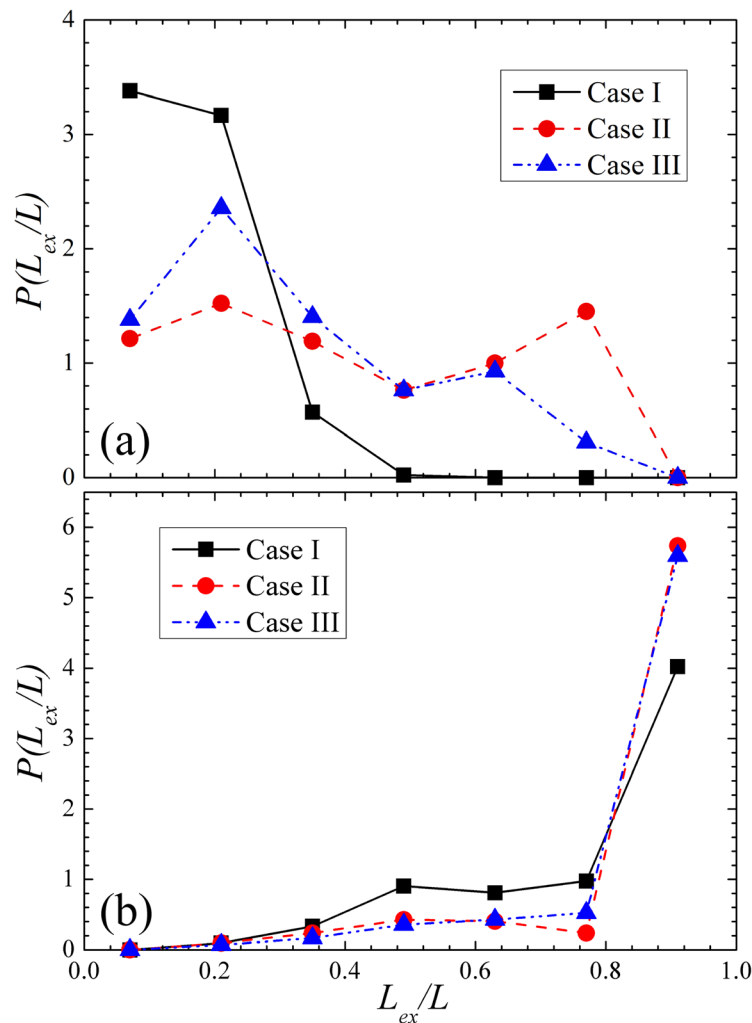 4
3
2
1
0
P(L_ex/L)
Case I
Case II
Case III
(a)
6
5
4
3
2
1
0
P(L_ex/L)
Case I
Case II
Case III
(b)
0.0 0.2 0.4 0.6 0.8 1.0
L_ex/L